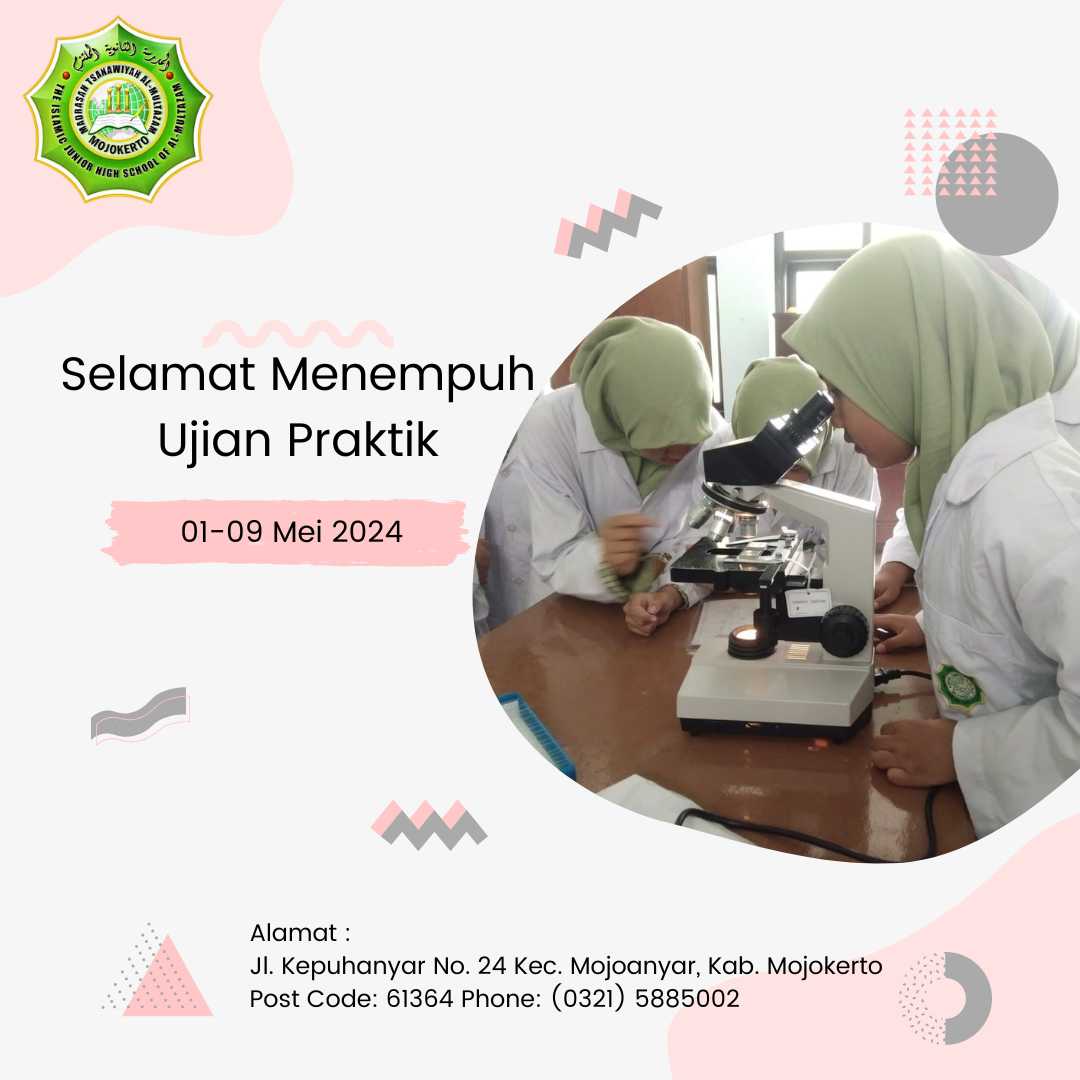 MADRASAH TSANAWIYAH AL-MULTAZAM
MOJOKERTO
THE ISLAMIC JUNIOR HIGH SCHOOL OF AL-MULTAZAM
Selamat Menempuh
Ujian Praktik
01-09 Mei 2024
Alamat :
Jl. Kepuhanyar No. 24 Kec. Mojoanyar, Kab. Mojokerto
Post Code: 61364 Phone: (0321) 5885002